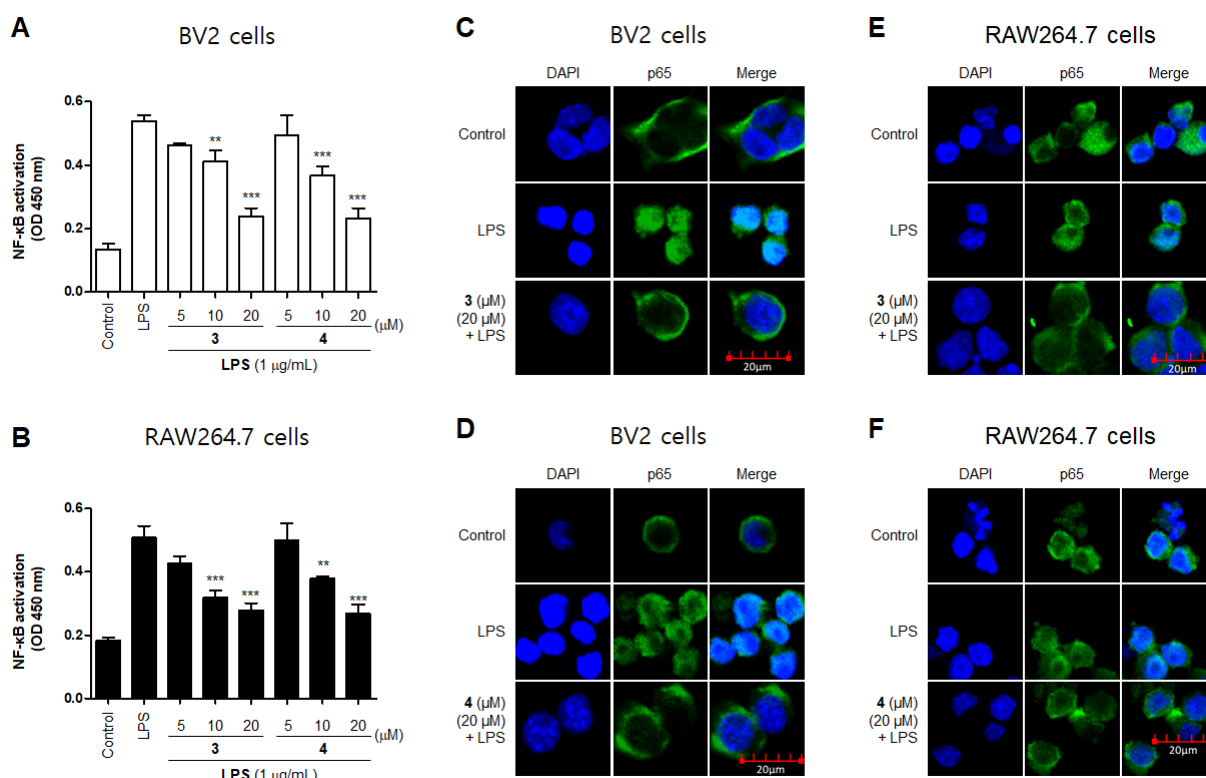 A
BV2 cells
NF-κB activation
(OD 450 nm)
0.6
0.4
0.2
0.0
**
***
***
***
Control
LPS
5 10 20 5 10 20 (μM)
3 4
LPS (1 μg/mL)
B
RAW264.7 cells
NF-κB activation
(OD 450 nm)
0.6
0.4
0.2
0.0
***
***
**
***
Control
LPS
5 10 20 5 10 20 (μM)
3 4
LPS (1 μg/mL)
C
BV2 cells
DAPI p65 Merge
Control
LPS
3 (μM)
(20 μM)
+ LPS
20μm
D
BV2 cells
DAPI p65 Merge
Control
LPS
4 (μM)
(20 μM)
+ LPS
20μm
E
RAW264.7 cells
DAPI p65 Merge
Control
LPS
3 (μM)
(20 μM)
+ LPS
20μm
F
RAW264.7 cells
DAPI p65 Merge
Control
LPS
4 (μM)
(20 μM)
+ LPS
20μm